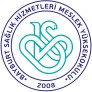 BAYBURT SAĞLIK HİZMETLERİ MESLEK YÜKSEKOKULU
2008